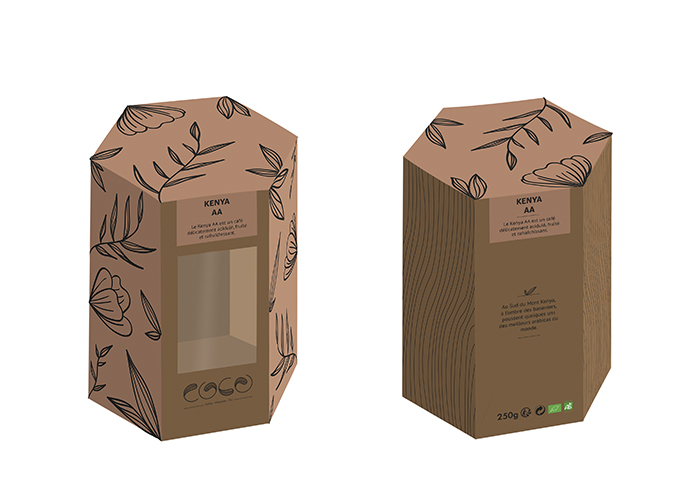 KENYA
AA
Le Kenya AA est un café
délicatement acidulé, fruité
et rafraîchissant.
COCO
KENYA
AA
Le Kenya AA est un café
délicatement acidulé, fruité
et rafraîchissant.
Au Sud du Mont Kenya,
à l'ombre des bananiers,
poussent quelques uns
des meilleurs arabicas du
monde.
250g
AB